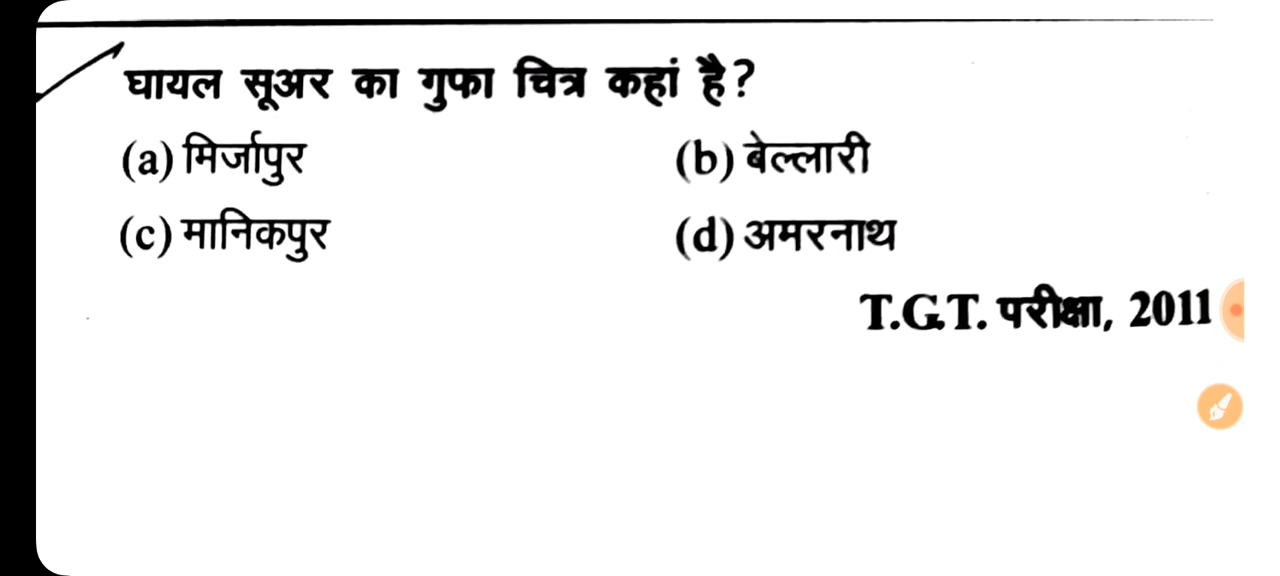 घायल सूअर का गुफा चित्र कहां है?
(a) मिर्जापुर (b) बेल्लारी
(c) मानिकपुर (d) अमरनाथ
T.G.T. परीक्षा, 2011